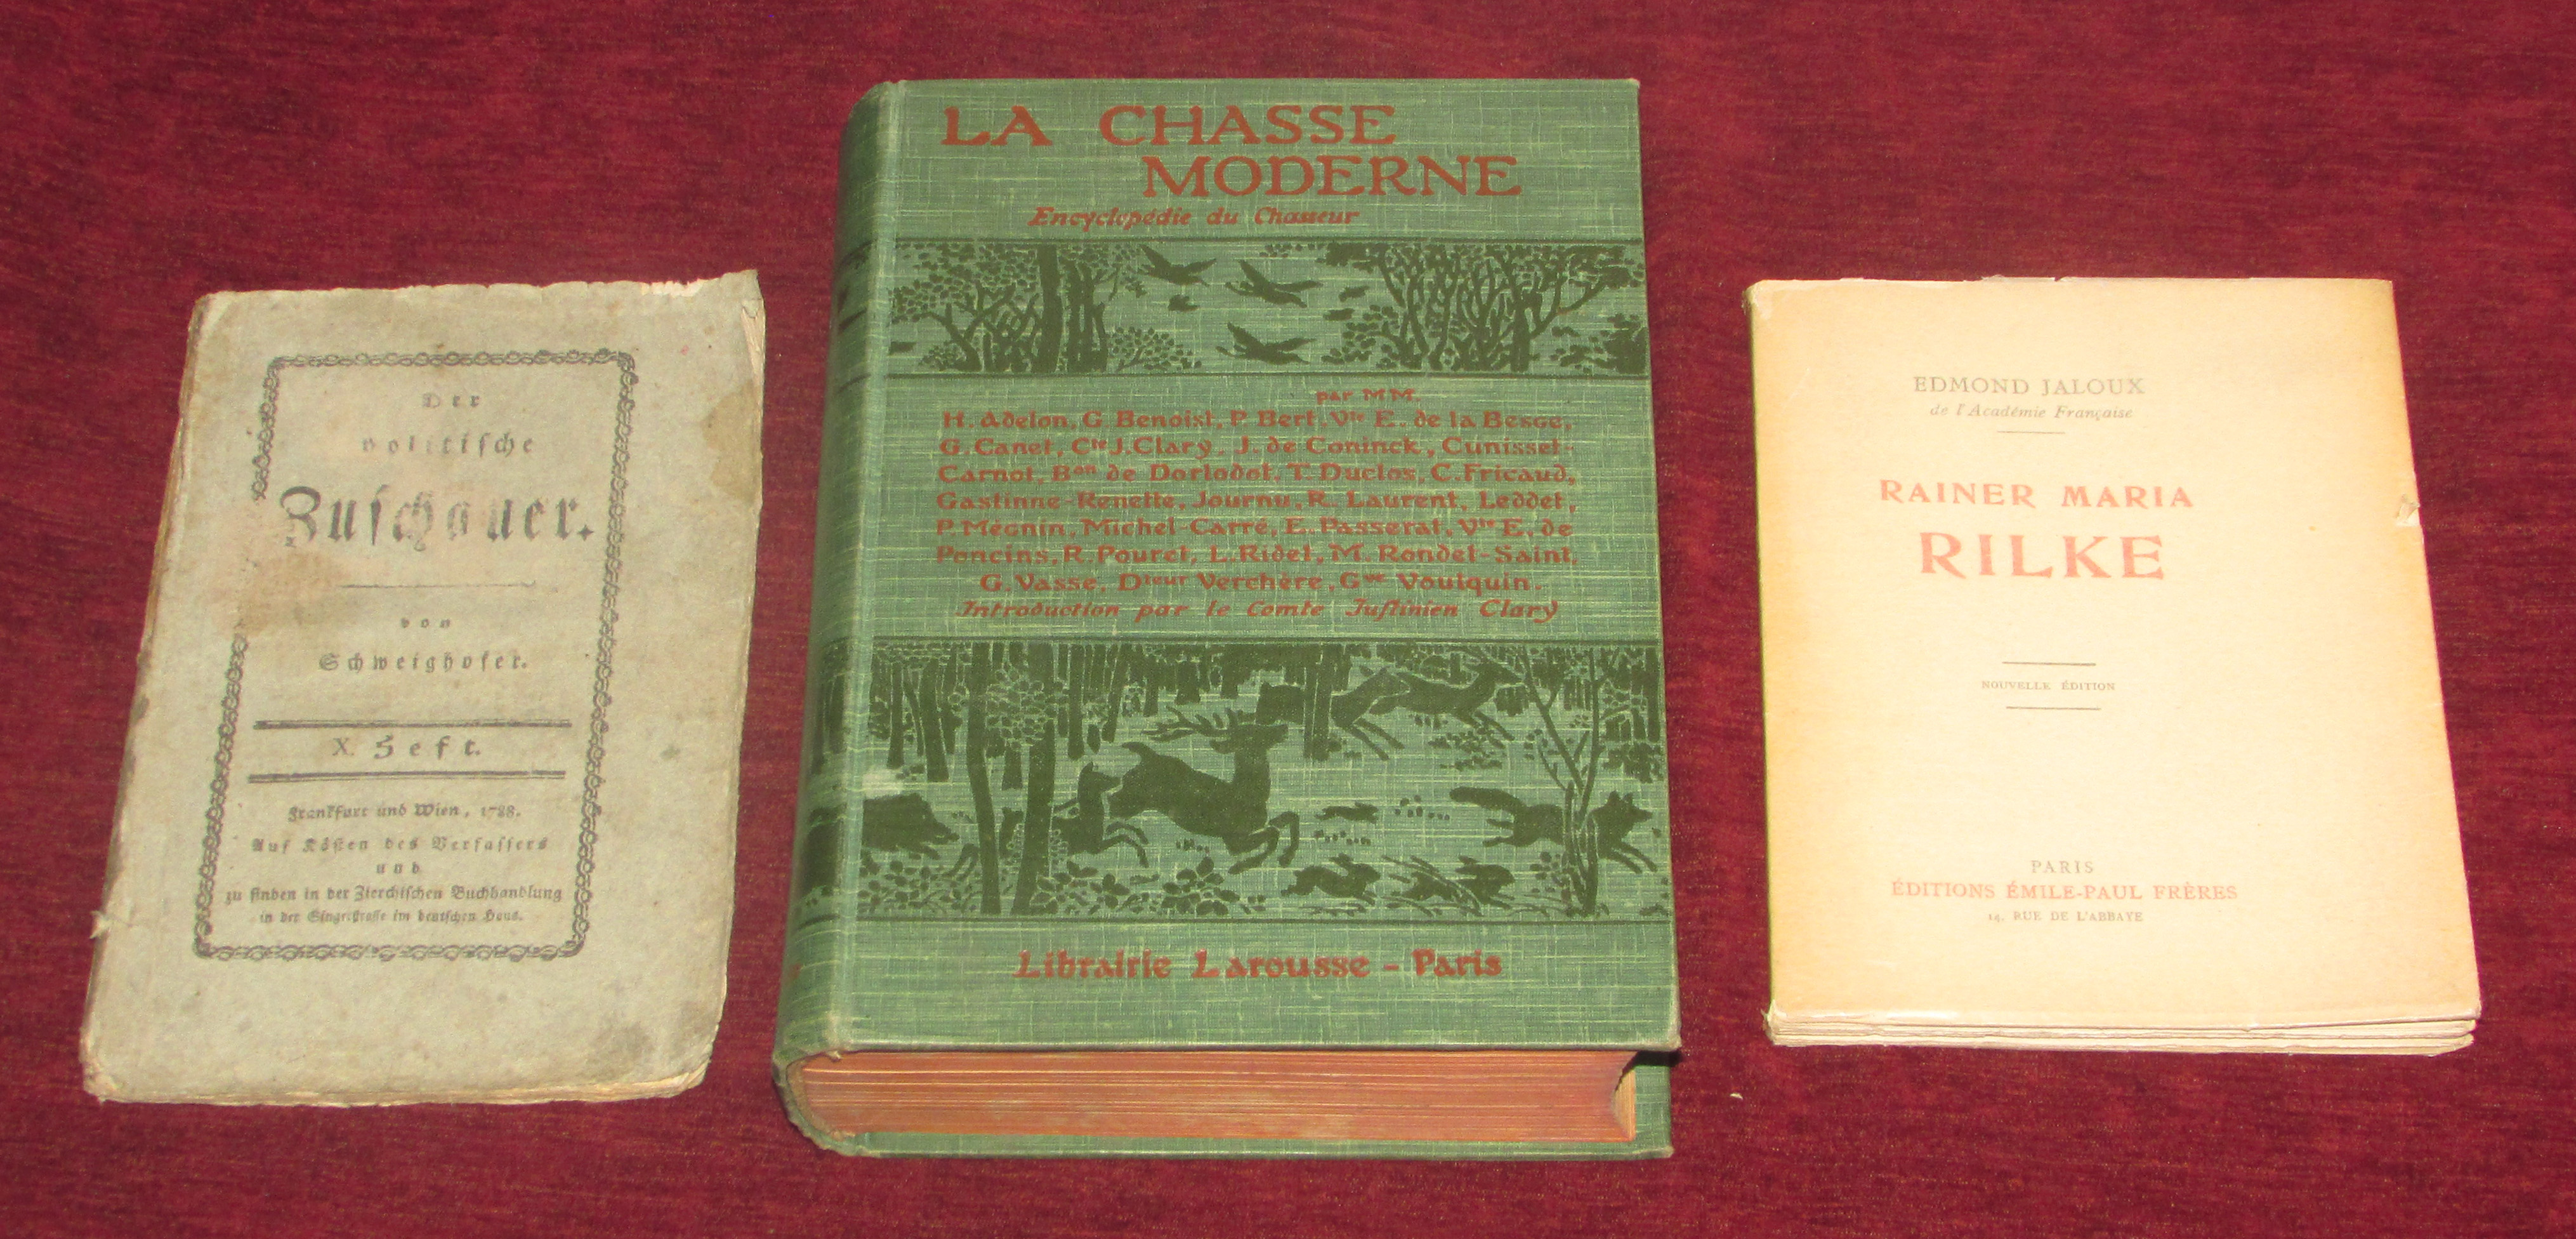 Der
politische
Zuschauer.
von
Schweighofer.
X. Heft.
Frankfurt und Wien, 1788.
Auf Kösten des Verfassers
und
zu finden in der Zierchischen Buchhandlung
in der Singerstrasse im deutschen Haus.
LA CHASSE
MODERNE
Encyclopédie du Chasseur
par MM.
H. Adelon, G. Benoist, P. Bert, Vte E. de la Besge,
G. Canet, Cte J. Clary, J. de Coninck, Cunisset-
Carnot, Bon de Dorlodot, T. Duclos, C. Fricaud,
Gastinne-Renette, Journu, R. Laurent, Leddet,
P. Mégnin, Michel-Carré, E. Passerat, Vte E. de
Poncins, R. Pouret, L. Ridel, M. Rondet-Saint,
G. Vasse, Dteur Verchère, Gve Voulquin.
Introduction par le Comte Justinien Clary
Librairie Larousse - Paris
EDMOND JALOUX
de l'Académie Française
RAINER MARIA
RILKE
NOUVELLE ÉDITION
PARIS
ÉDITIONS ÉMILE-PAUL FRÈRES
14, RUE DE L'ABBAYE